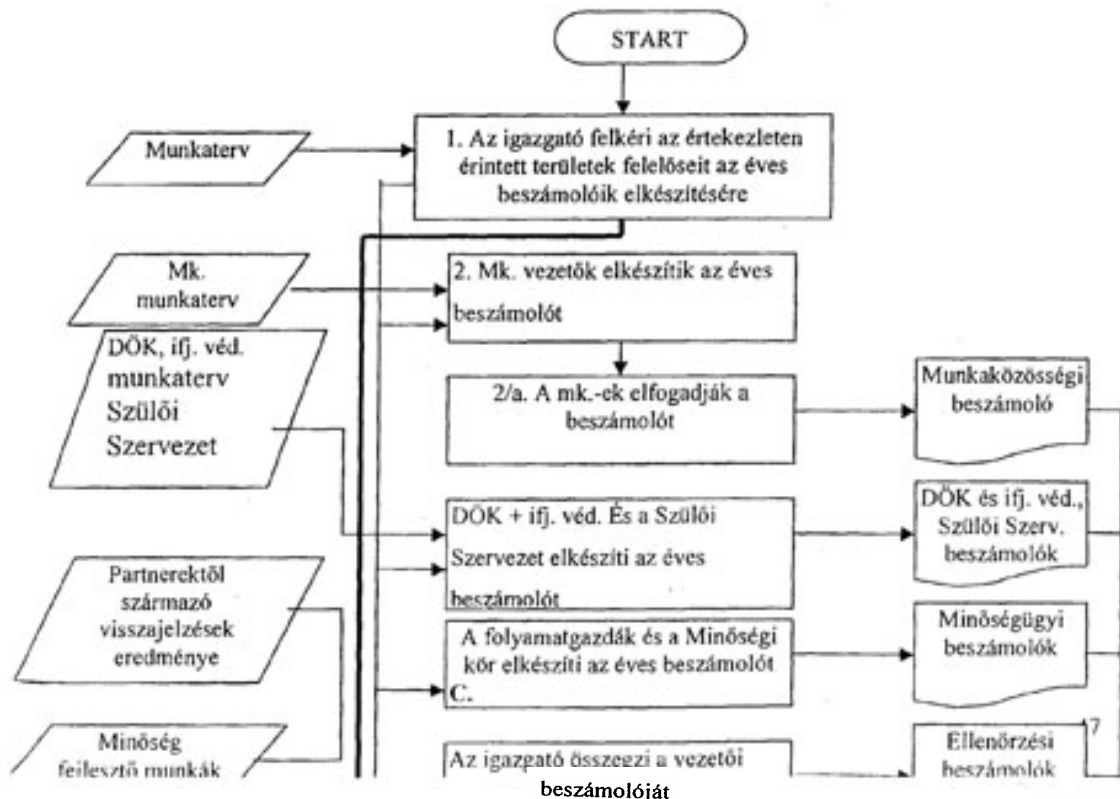 START
Munkaterv
1. Az igazgató felkéri az értekezleten
érintett területek felelőseit az éves
beszámolóik elkészítésére
Mk.
munkaterv
2. Mk. vezetők elkészítik az éves
beszámolót
DÖK, ifj. véd.
munkaterv
Szülői
Szervezet
2/a. A mk.-ek elfogadják a
beszámolót
Munkaközösségi
beszámoló
DÖK + ifj. véd. És a Szülői
Szervezet elkészíti az éves
beszámolót
DÖK és ifj. véd.,
Szülői Szerv.
beszámolók
Partnerektől
származó
visszajelzések
eredménye
A folyamatgazdák és a Minőségi
kör elkészíti az éves beszámolót
C.
Minőségügyi
beszámolók
Minőség
fejlesztő munkák
Az igazgató összegzi a vezetői
beszámolóját
Ellenőrzési
beszámolók
17